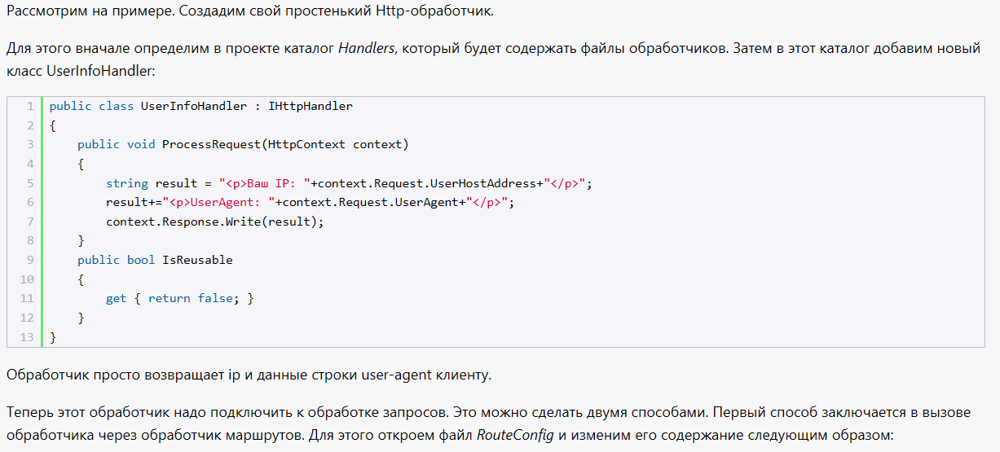 Рассмотрим на примере. Создадим свой простенький Http-обработчик.
Для этого вначале определим в проекте каталог Handlers, который будет содержать файлы обработчиков. Затем в этот каталог добавим новый
класс UserInfoHandler:
1 public class UserInfoHandler : IHttpHandler
2 {
3     public void ProcessRequest(HttpContext context)
4     {
5         string result = "<p>Ваш IP: "+context.Request.UserHostAddress+"</p>";
6         result+="<p>UserAgent: "+context.Request.UserAgent+"</p>";
7         context.Response.Write(result);
8     }
9     public bool IsReusable
10     {
11         get { return false; }
12     }
13 }
Обработчик просто возвращает ip и данные строки user-agent клиенту.
Теперь этот обработчик надо подключить к обработке запросов. Это можно сделать двумя способами. Первый способ заключается в вызове
обработчика через обработчик маршрутов. Для этого откроем файл RouteConfig и изменим его содержание следующим образом: